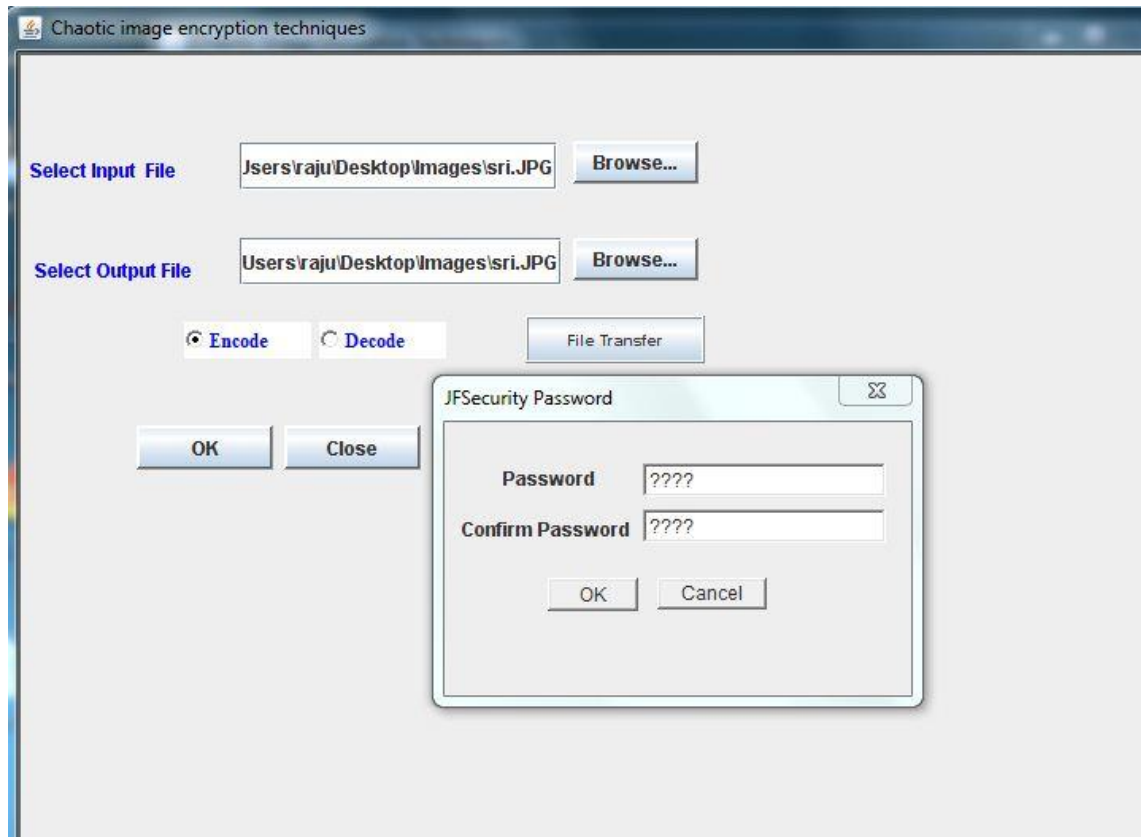 Chaotic image encryption techniques
Select Input File
Jsers\raju\Desktop\Images\sri.JPG
Browse...
Select Output File
Users\raju\Desktop\Images\sri.JPG
Browse...
Encode
Decode
File Transfer
JFSecurity Password
OK
Close
Password
????
Confirm Password
????
OK
Cancel